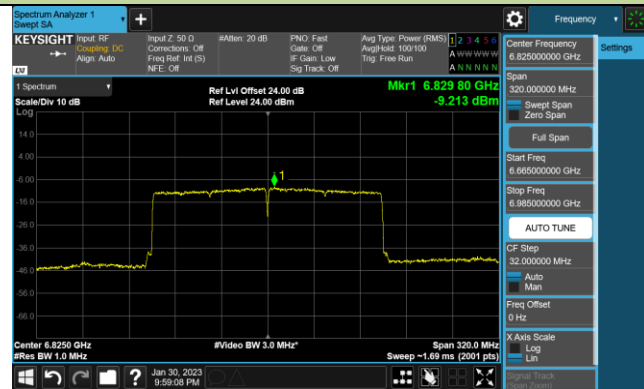 Spectrum Analyzer 1
Swept SA
Frequency
KEYSIGHT
Input: RF
Coupling: DC
Align: Auto
Input Z: 50 Ω
Corrections: Off
Freq Ref: Int (S)
NFE: Off
#Atten: 20 dB
PNO: Fast
Gate: Off
IF Gain: Low
Sig Track: Off
Avg Type: Power (RMS)
Avg|Hold: 100/100
Trig: Free Run
1 2 3 4 5 6
A W W W W W
A N N N N N
LXI
1 Spectrum
Scale/Div 10 dB
Log
Ref Lvl Offset 24.00 dB
Ref Level 24.00 dBm
Mkr1 6.829 80 GHz
-9.213 dBm
14.0
4.00
-6.00
-16.0
-26.0
-36.0
-46.0
-56.0
-66.0
1
Center 6.8250 GHz
#Res BW 1.0 MHz
#Video BW 3.0 MHz*
Span 320.0 MHz
Sweep ~1.69 ms (2001 pts)
Jan 30, 2023
9:59:08 PM
Center Frequency
6.825000000 GHz
Settings
Span
320.000000 MHz
Swept Span
Zero Span
Full Span
Start Freq
6.665000000 GHz
Stop Freq
6.985000000 GHz
AUTO TUNE
CF Step
32.000000 MHz
Auto
Man
Freq Offset
0 Hz
X Axis Scale
Log
Lin
Signal Track
(Span Zoom)